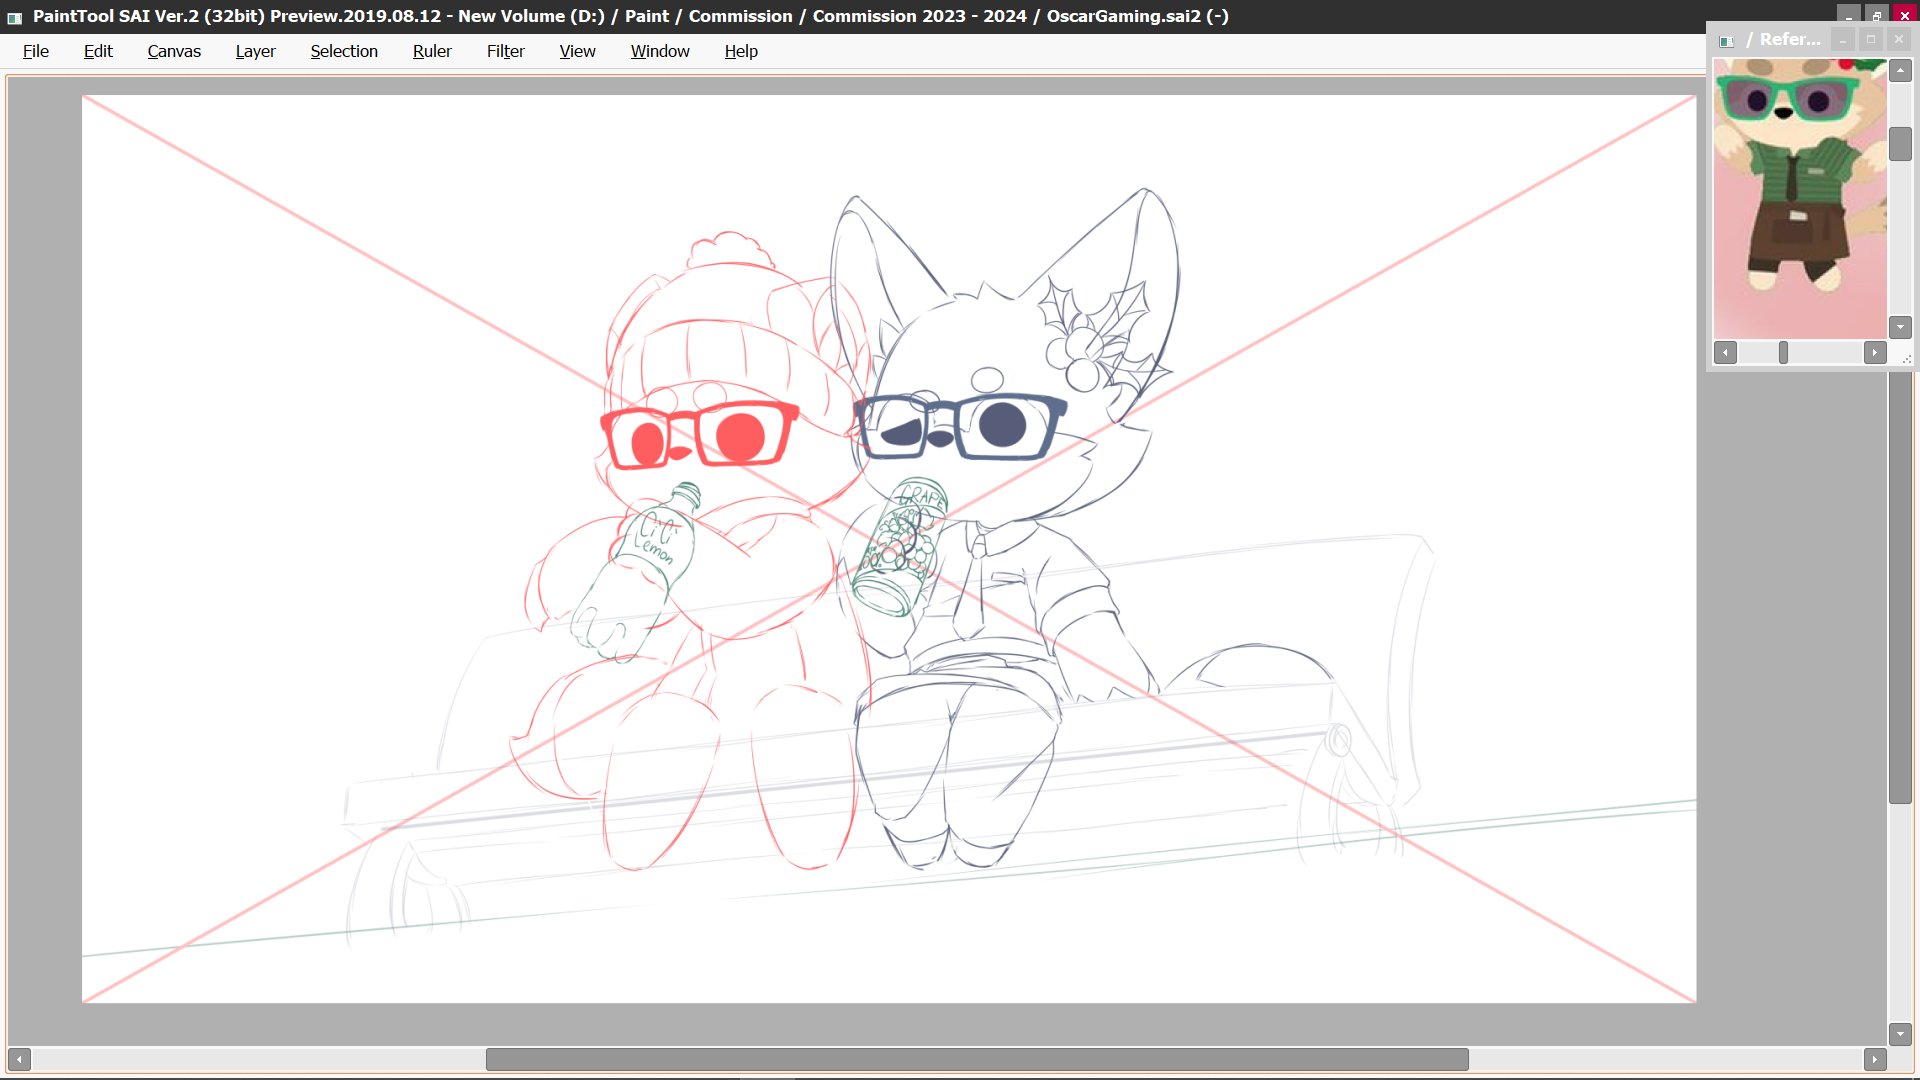 PaintTool SAI Ver.2 (32bit) Preview.2019.08.12 - New Volume (D:) / Paint / Commission / Commission 2023 - 2024 / OscarGaming.sai2 (-)
File Edit Canvas Layer Selection Ruler Filter View Window Help
/ Refer...
GRAPE
CiCi
Lemon